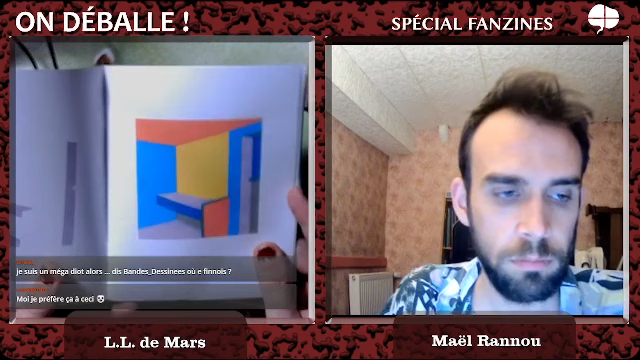 ON DÉBALLE !
SPÉCIAL FANZINES
je suis un méga diot alors ... dis Bandes_Dessinees où e finnois ?
Moi je préfère ça à ceci
L.L. de Mars
Maël Rannou